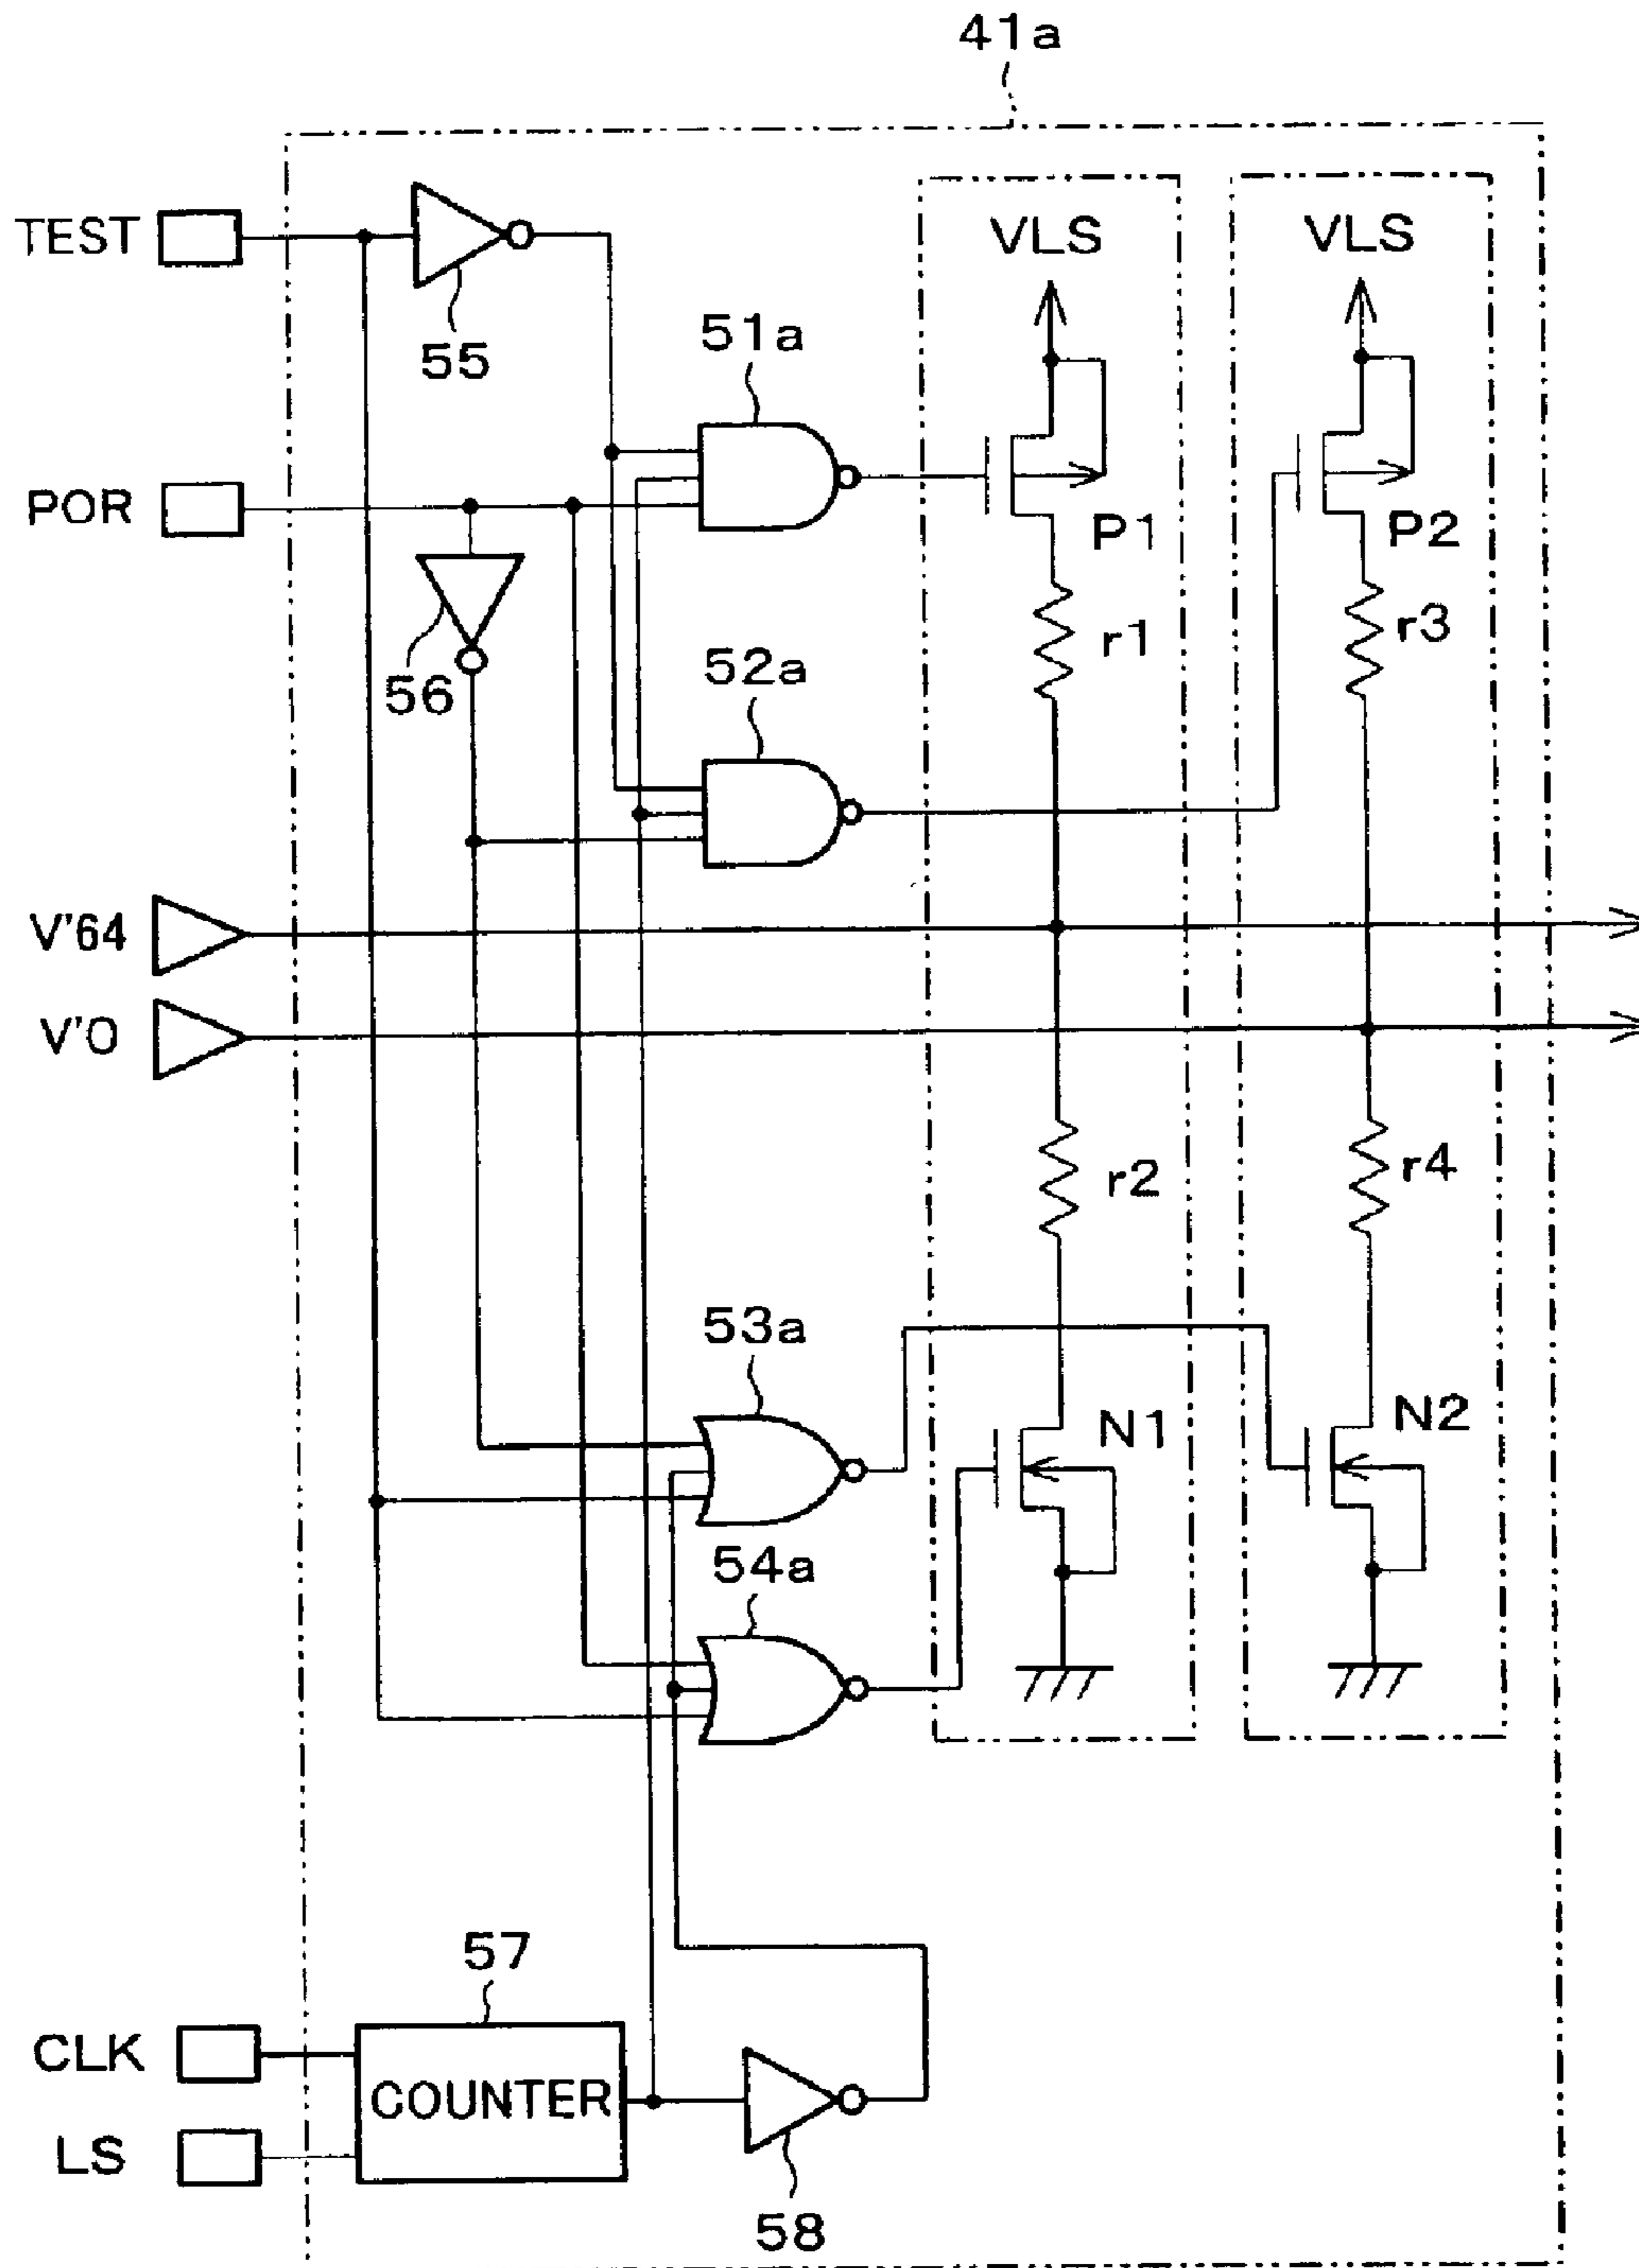 41a
TEST
VLS
VLS
55
51a
POR
P1
P2
r1
r3
56
52a
V'64
V'0
r2
r4
53a
N1
N2
54a
57
CLK
COUNTER
LS
58